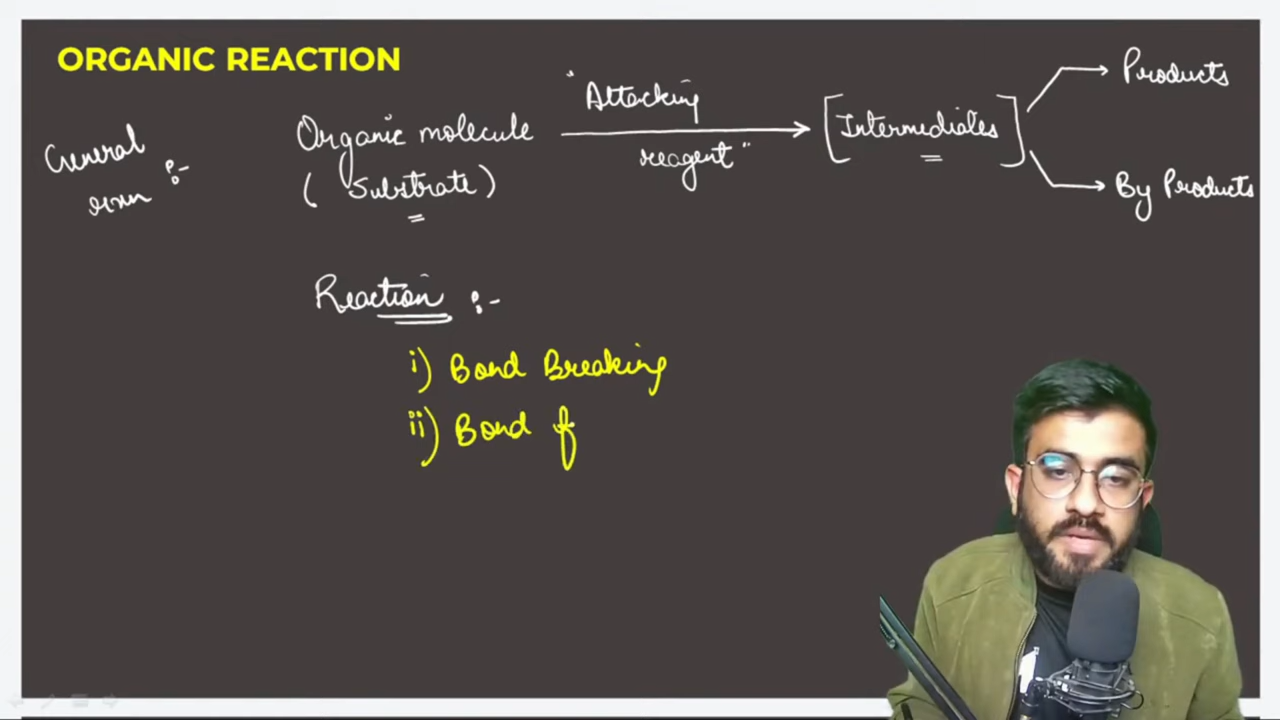 ORGANIC REACTION
General rxn :-
Organic molecule
(Substrate)
"Attacking
reagent"
[Intermediates]
Products
By Products
Reaction :-
i) Bond Breaking
ii) Bond f